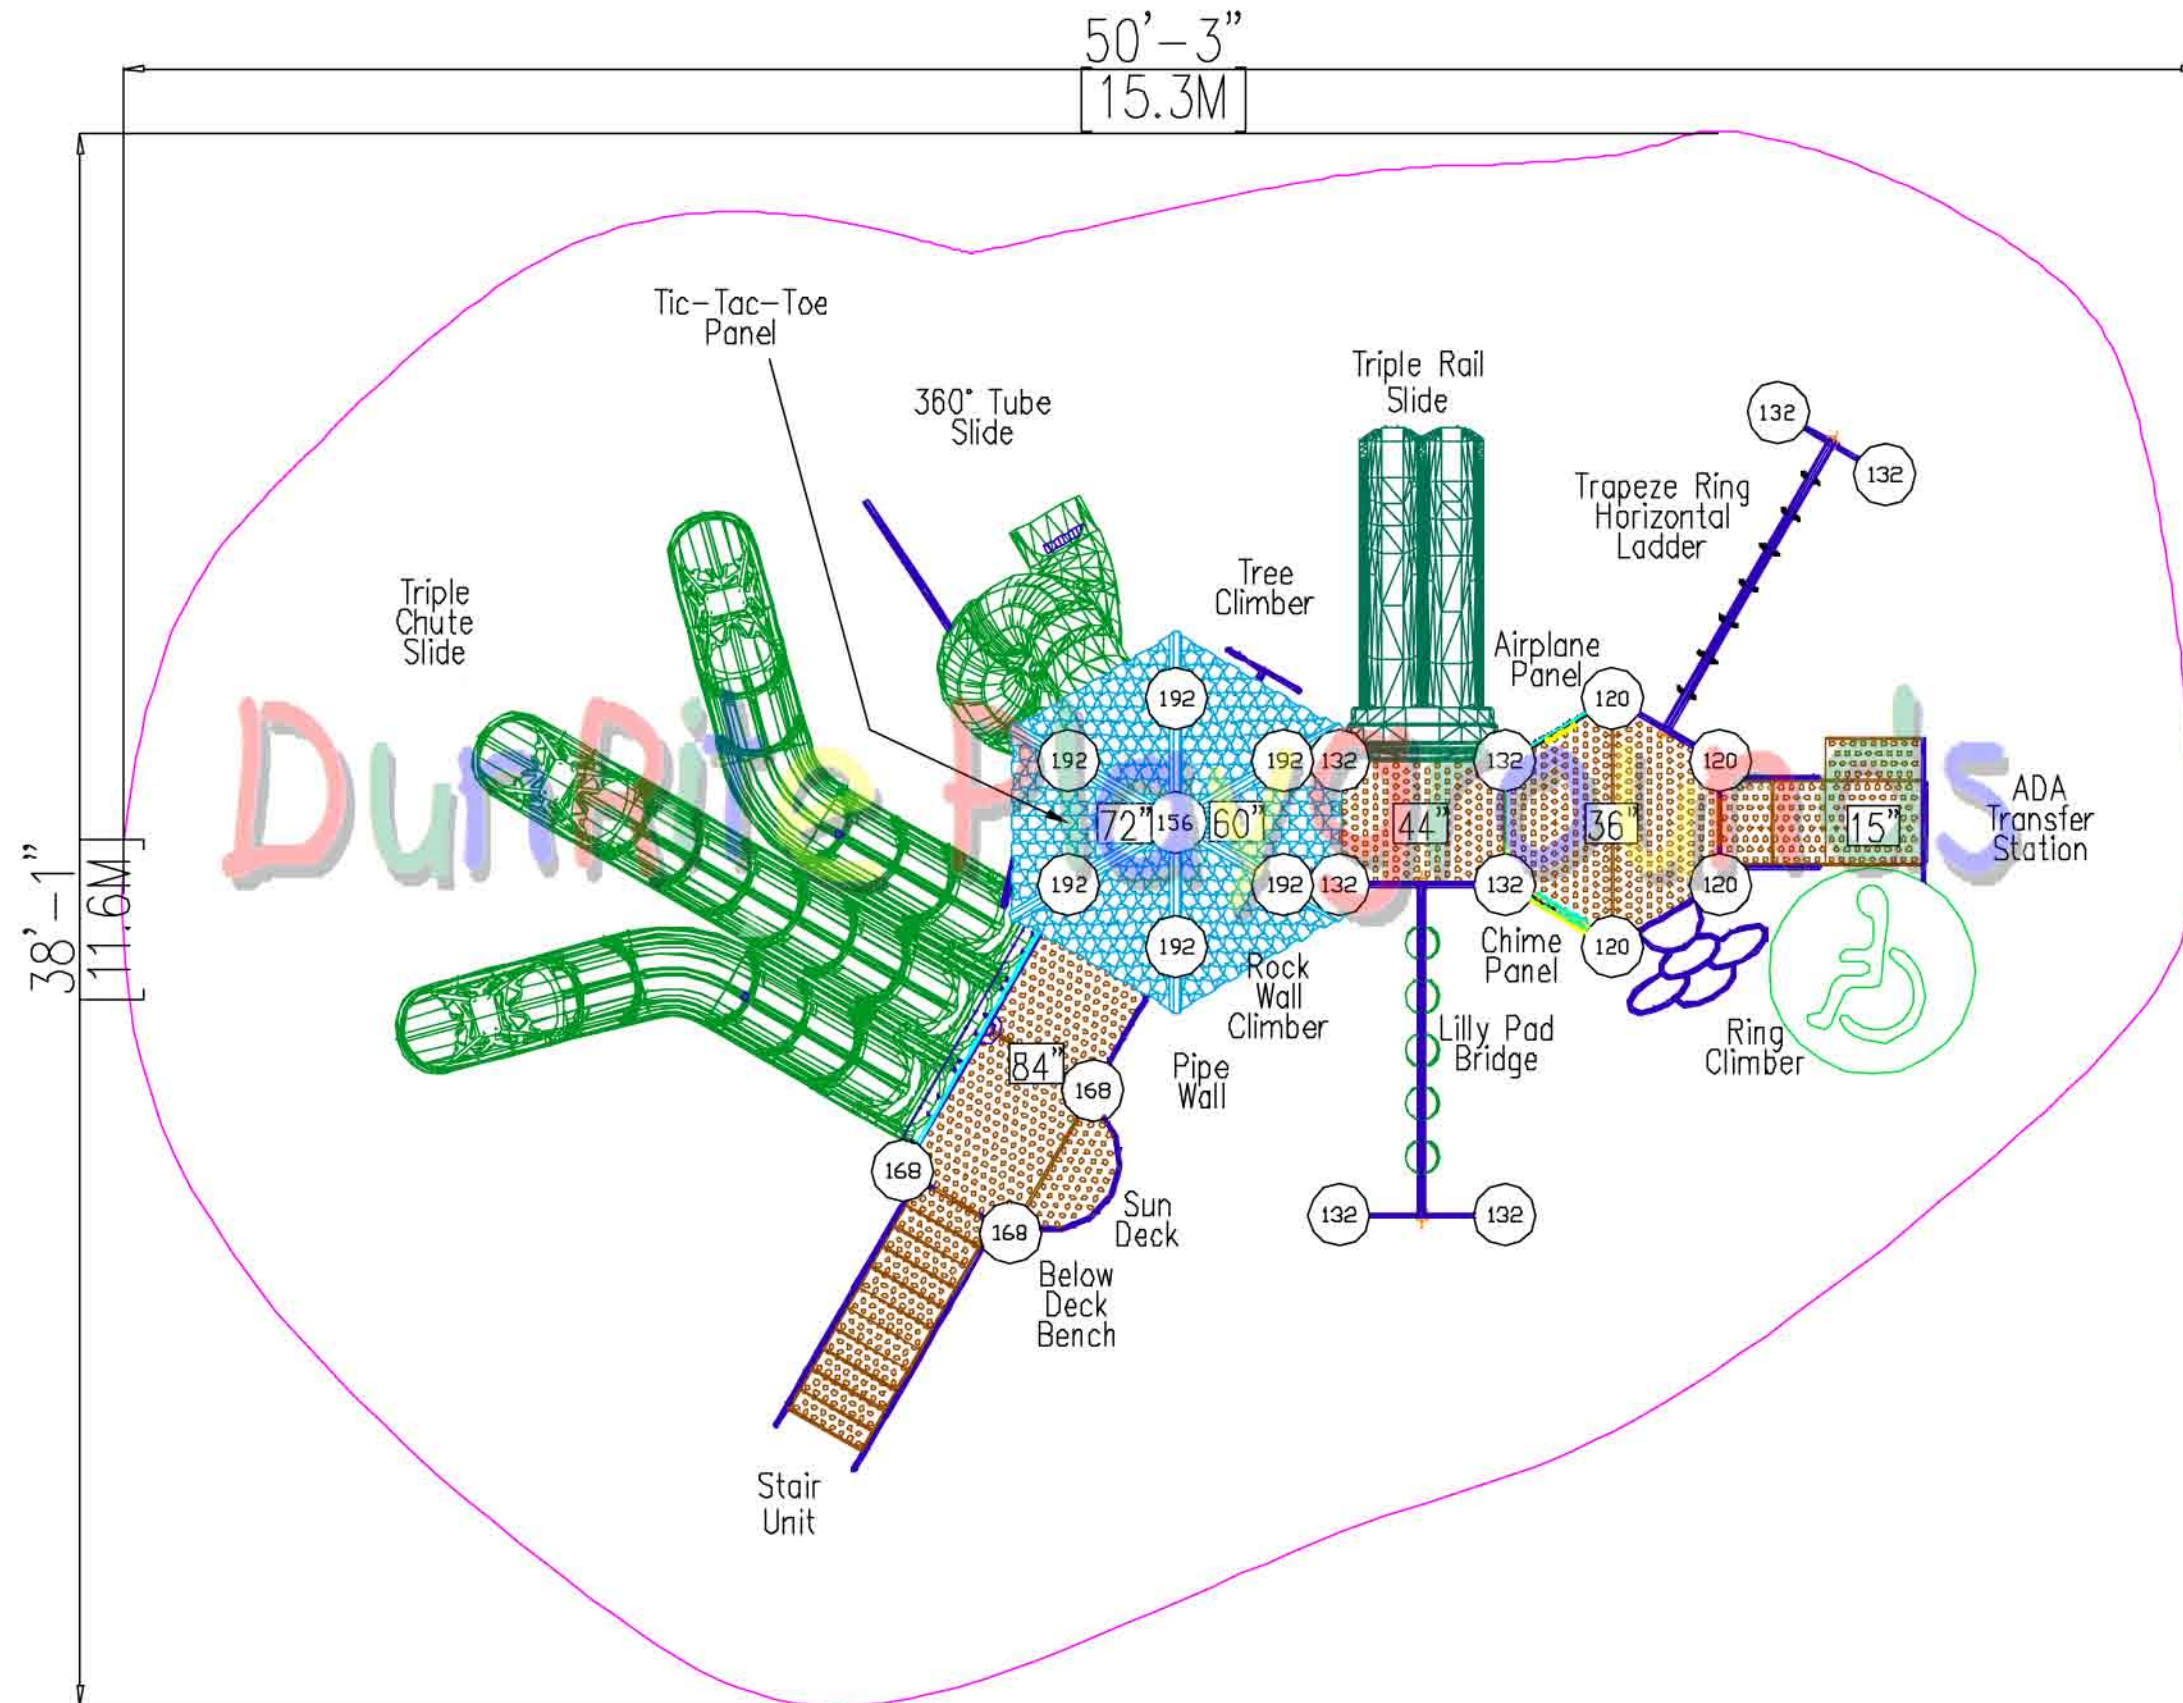 50'-3"
[15.3M]
38'-1"
[11.6M]
Tic-Tac-Toe
Panel
360° Tube
Slide
Triple Rail
Slide
132
132
Trapeze Ring
Horizontal
Ladder
Tree
Climber
Triple
Chute
Slide
Airplane
Panel
192
120
192
192
132
132
120
72"
156
60"
44"
36"
15"
ADA
Transfer
Station
DunRite Playgrounds
192
192
132
132
120
192
120
Rock
Wall
Climber
Chime
Panel
Lilly Pad
Bridge
Ring
Climber
84"
168
Pipe
Wall
168
168
Sun
Deck
132
132
Below
Deck
Bench
Stair
Unit